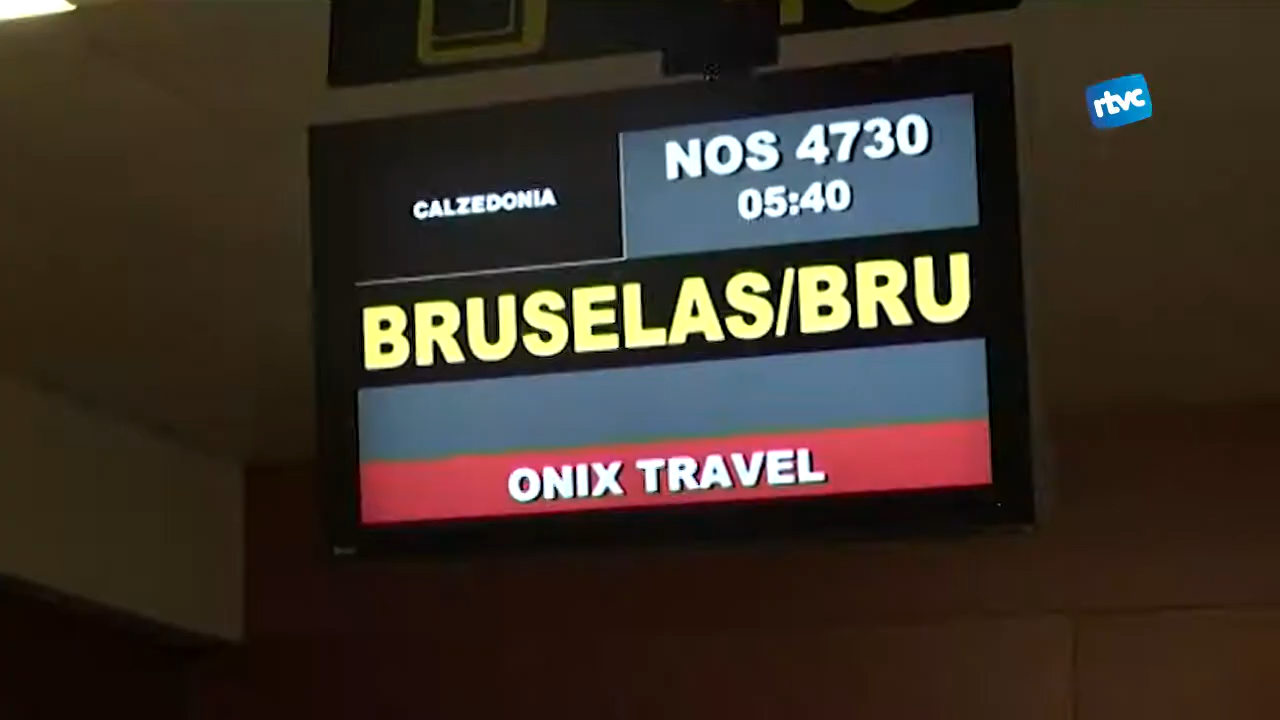 rtvc
CALZEDONIA
NOS 4730
05:40
BRUSELAS/BRU
ONIX TRAVEL